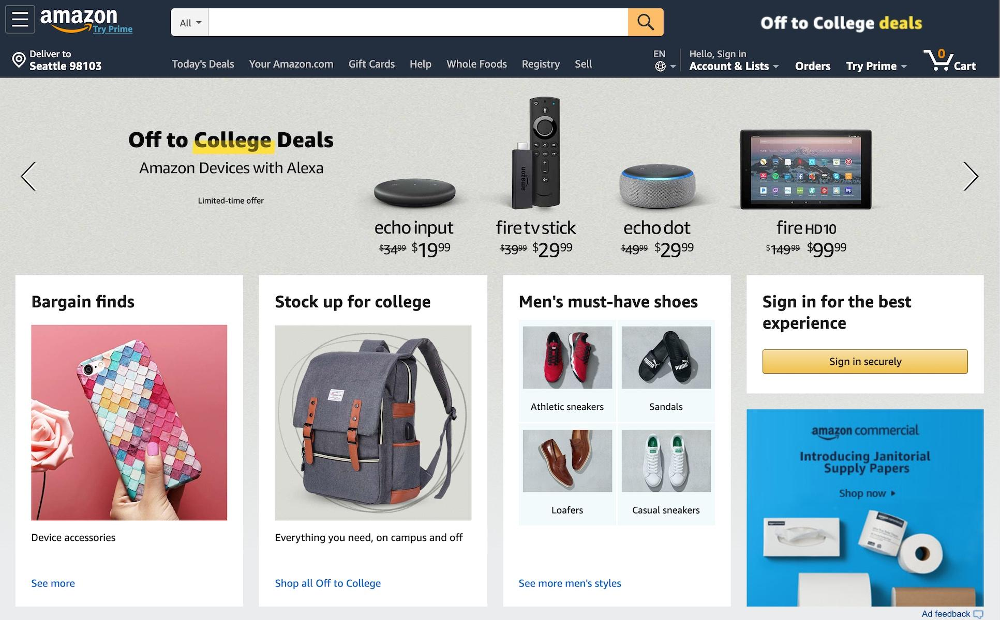 amazon
Try Prime
All
Off to College deals
Deliver to
Seattle 98103
Today's Deals
Your Amazon.com
Gift Cards
Help
Whole Foods
Registry
Sell
EN
Hello, Sign in
Account & Lists
Orders
Try Prime
0
Cart
Off to College Deals
Amazon Devices with Alexa
Limited-time offer
amazon
echo input
$34.99 $19.99
fire tv stick
$39.99 $29.99
echo dot
$49.99 $29.99
fire HD10
$149.99 $99.99
Bargain finds
Device accessories
See more
Stock up for college
Everything you need, on campus and off
Shop all Off to College
Men's must-have shoes
PUMA
PUMA
Athletic sneakers
Sandals
Loafers
Casual sneakers
See more men's styles
Sign in for the best
experience
Sign in securely
amazon commercial
Introducing Janitorial
Supply Papers
Shop now
Ad feedback